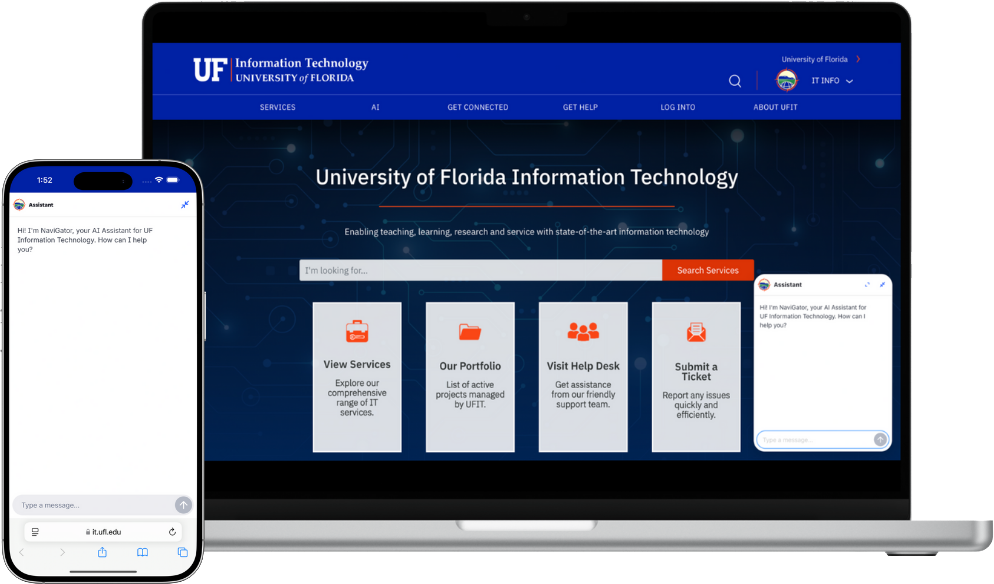 UF
Information Technology
UNIVERSITY of FLORIDA
University of Florida
IT INFO
SERVICES
AI
GET CONNECTED
GET HELP
LOG INTO
ABOUT UFIT
University of Florida Information Technology
Enabling teaching, learning, research and service with state-of-the-art information technology
I'm looking for...
Search Services
View Services
Explore our
comprehensive
range of IT
services.
Our Portfolio
List of active
projects managed
by UFIT.
Visit Help Desk
Get assistance
from our friendly
support team.
Submit a
Ticket
Report any issues
quickly and
efficiently.
Assistant
Hi! I'm NaviGator, your AI Assistant for
UF Information Technology. How can I
help you?
Type a message...
1:52
Assistant
Hi! I'm NaviGator, your AI Assistant for UF
Information Technology. How can I help
you?
Type a message...
it.ufl.edu